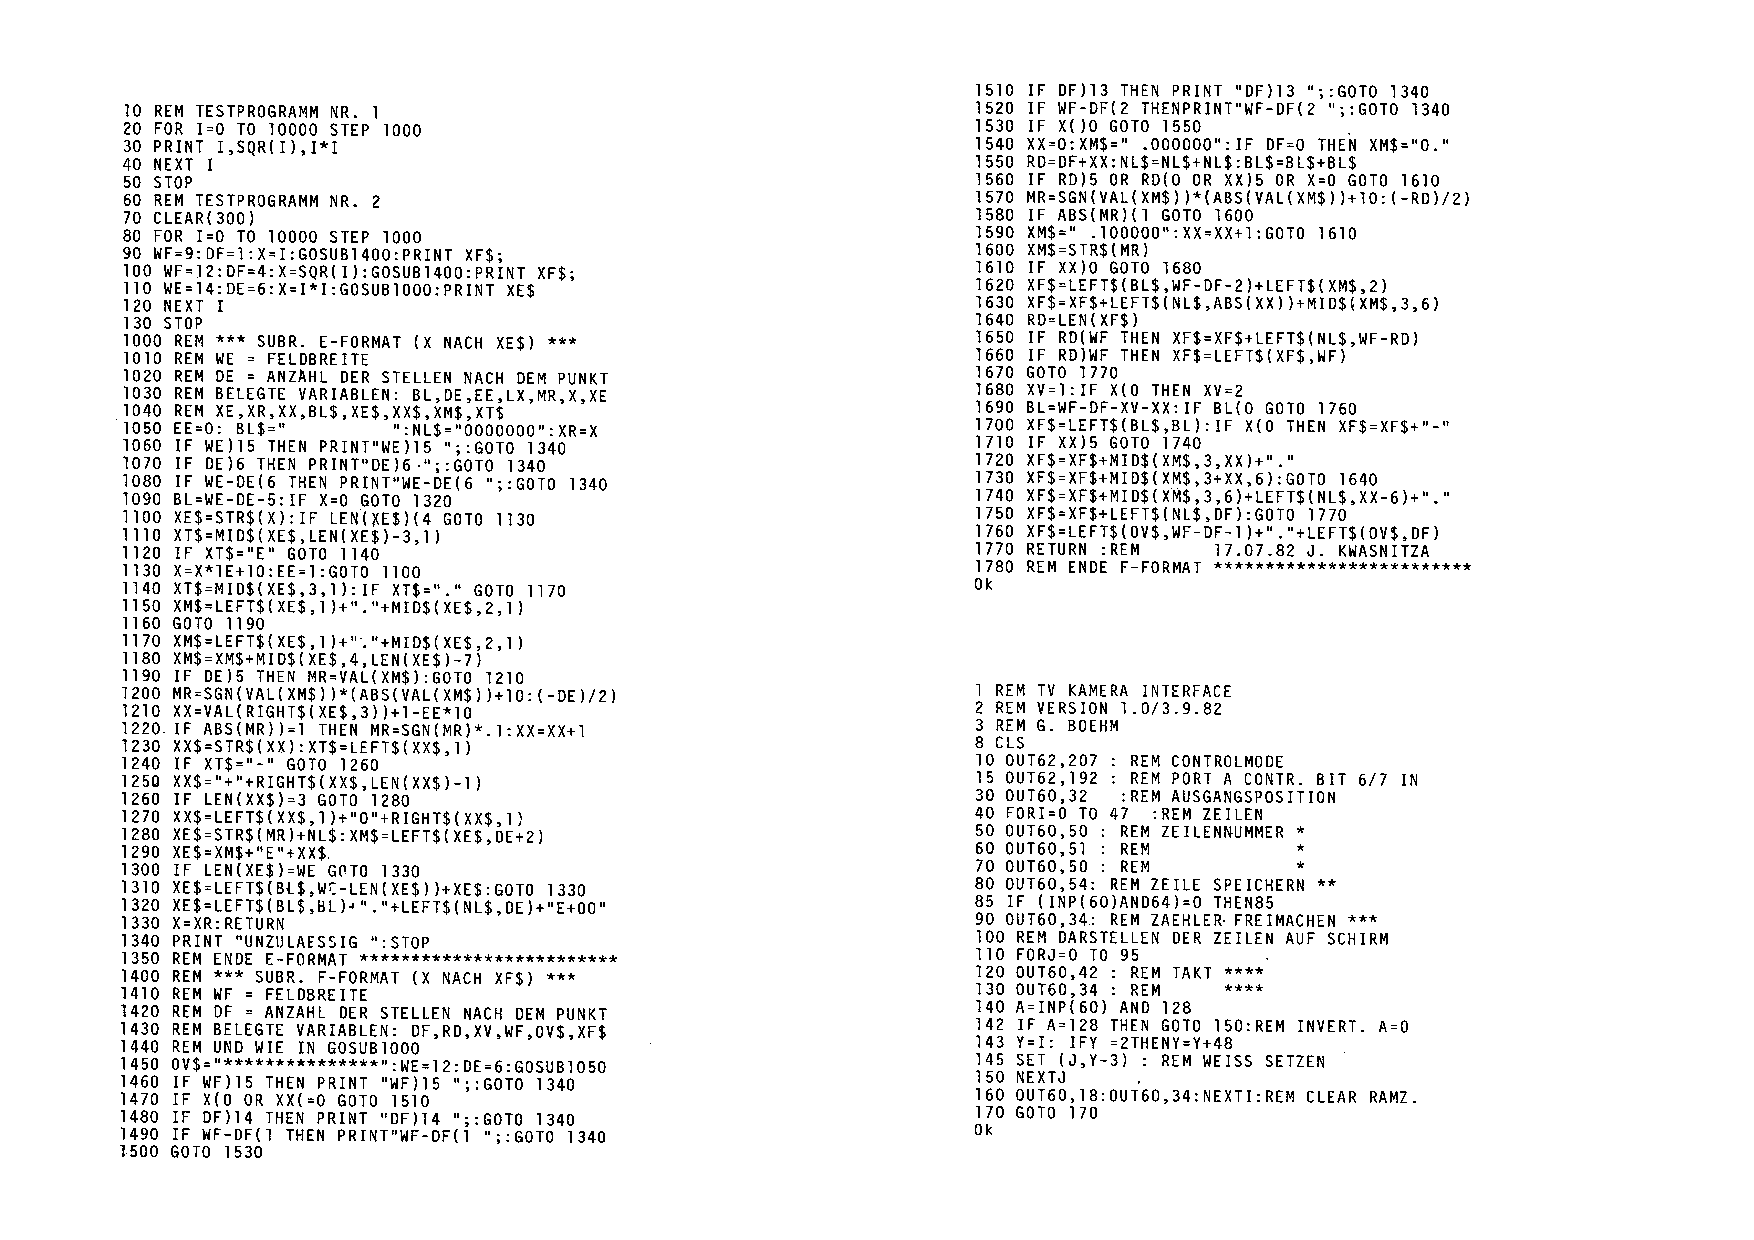 10 REM TESTPROGRAMM NR. 1
20 FOR I=0 TO 10000 STEP 1000
30 PRINT I,SQR(I),I*I
40 NEXT I
50 STOP
60 REM TESTPROGRAMM NR. 2
70 CLEAR(300)
80 FOR I=0 TO 10000 STEP 1000
90 WF=9:DF=1:X=I:GOSUB1400:PRINT XF$;
100 WF=12:DF=4:X=SQR(I):GOSUB1400:PRINT XF$;
110 WE=14:DE=6:X=I*I:GOSUB1000:PRINT XE$
120 NEXT I
130 STOP
1000 REM *** SUBR. E-FORMAT (X NACH XE$) ***
1010 REM WE = FELDBREITE
1020 REM DE = ANZAHL DER STELLEN NACH DEM PUNKT
1030 REM BELEGTE VARIABLEN: BL,DE,EE,LX,MR,X,XE
1040 REM XE,XR,XX,BL$,XE$,XX$,XM$,XT$
1050 EE=0: BL$="          ":NL$="0000000":XR=X
1060 IF WE)15 THEN PRINT"WE)15 ";:GOTO 1340
1070 IF DE)6 THEN PRINT"DE)6 ";:GOTO 1340
1080 IF WE-DE(6 THEN PRINT"WE-DE(6 ";:GOTO 1340
1090 BL=WE-DE-5:IF X=0 GOTO 1320
1100 XE$=STR$(X):IF LEN(XE$)(4 GOTO 1130
1110 XT$=MID$(XE$,LEN(XE$)-3,1)
1120 IF XT$="E" GOTO 1140
1130 X=X*1E+10:EE=1:GOTO 1100
1140 XT$=MID$(XE$,3,1):IF XT$="." GOTO 1170
1150 XM$=LEFT$(XE$,1)+"."+MID$(XE$,2,1)
1160 GOTO 1190
1170 XM$=LEFT$(XE$,1)+"."+MID$(XE$,2,1)
1180 XM$=XM$+MID$(XE$,4,LEN(XE$)-7)
1190 IF DE)5 THEN MR=VAL(XM$):GOTO 1210
1200 MR=SGN(VAL(XM$))*(ABS(VAL(XM$))+10:(-DE)/2)
1210 XX=VAL(RIGHT$(XE$,3))+1-EE*10
1220 IF ABS(MR))=1 THEN MR=SGN(MR)*.1:XX=XX+1
1230 XX$=STR$(XX):XT$=LEFT$(XX$,1)
1240 IF XT$="-" GOTO 1260
1250 XX$="+"+RIGHT$(XX$,LEN(XX$)-1)
1260 IF LEN(XX$)=3 GOTO 1280
1270 XX$=LEFT$(XX$,1)+"0"+RIGHT$(XX$,1)
1280 XE$=STR$(MR)+NL$:XM$=LEFT$(XE$,DE+2)
1290 XE$=XM$+"E"+XX$
1300 IF LEN(XE$)=WE GOTO 1330
1310 XE$=LEFT$(BL$,WE-LEN(XE$))+XE$:GOTO 1330
1320 XE$=LEFT$(BL$,BL)+"."+LEFT$(NL$,DE)+"E+00"
1330 X=XR:RETURN
1340 PRINT "UNZULAESSIG ":STOP
1350 REM ENDE E-FORMAT *************************
1400 REM *** SUBR. F-FORMAT (X NACH XF$) ***
1410 REM WF = FELDBREITE
1420 REM DF = ANZAHL DER STELLEN NACH DEM PUNKT
1430 REM BELEGTE VARIABLEN: DF,RD,XV,WF,OV$,XF$
1440 REM UND WIE IN GOSUB1000
1450 OV$="***************":WE=12:DE=6:GOSUB1050
1460 IF WF)15 THEN PRINT "WF)15 ";:GOTO 1340
1470 IF X(0 OR XX(=0 GOTO 1510
1480 IF DF)14 THEN PRINT "DF)14 ";:GOTO 1340
1490 IF WF-DF(1 THEN PRINT"WF-DF(1 ";:GOTO 1340
1500 GOTO 1530
1510 IF DF)13 THEN PRINT "DF)13 ";:GOTO 1340
1520 IF WF-DF(2 THENPRINT"WF-DF(2 ";:GOTO 1340
1530 IF X()0 GOTO 1550
1540 XX=0:XM$=" .000000":IF DF=0 THEN XM$="0."
1550 RD=DF+XX:NL$=NL$+NL$:BL$=BL$+BL$
1560 IF RD)5 OR RD(0 OR XX)5 OR X=0 GOTO 1610
1570 MR=SGN(VAL(XM$))*(ABS(VAL(XM$))+10:(-RD)/2)
1580 IF ABS(MR)(1 GOTO 1600
1590 XM$=" .100000":XX=XX+1:GOTO 1610
1600 XM$=STR$(MR)
1610 IF XX)0 GOTO 1680
1620 XF$=LEFT$(BL$,WF-DF-2)+LEFT$(XM$,2)
1630 XF$=XF$+LEFT$(NL$,ABS(XX))+MID$(XM$,3,6)
1640 RD=LEN(XF$)
1650 IF RD(WF THEN XF$=XF$+LEFT$(NL$,WF-RD)
1660 IF RD)WF THEN XF$=LEFT$(XF$,WF)
1670 GOTO 1770
1680 XV=1:IF X(0 THEN XV=2
1690 BL=WF-DF-XV-XX:IF BL(0 GOTO 1760
1700 XF$=LEFT$(BL$,BL):IF X(0 THEN XF$=XF$+"-"
1710 IF XX)5 GOTO 1740
1720 XF$=XF$+MID$(XM$,3,XX)+"."
1730 XF$=XF$+MID$(XM$,3+XX,6):GOTO 1640
1740 XF$=XF$+MID$(XM$,3,6)+LEFT$(NL$,XX-6)+"."
1750 XF$=XF$+LEFT$(NL$,DF):GOTO 1770
1760 XF$=LEFT$(OV$,WF-DF-1)+"."+LEFT$(OV$,DF)
1770 RETURN :REM       17.07.82 J. KWASNITZA
1780 REM ENDE F-FORMAT *************************
Ok
1 REM TV KAMERA INTERFACE
2 REM VERSION 1.0/3.9.82
3 REM G. BOEHM
8 CLS
10 OUT62,207 : REM CONTROLMODE
15 OUT62,192 : REM PORT A CONTR. BIT 6/7 IN
30 OUT60,32   :REM AUSGANGSPOSITION
40 FORI=0 TO 47  :REM ZEILEN
50 OUT60,50 : REM ZEILENNUMMER *
60 OUT60,51 : REM              *
70 OUT60,50 : REM              *
80 OUT60,54: REM ZEILE SPEICHERN **
85 IF (INP(60)AND64)=0 THEN85
90 OUT60,34: REM ZAEHLER FREIMACHEN ***
100 REM DARSTELLEN DER ZEILEN AUF SCHIRM
110 FORJ=0 TO 95
120 OUT60,42 : REM TAKT ****
130 OUT60,34 : REM      ****
140 A=INP(60) AND 128
142 IF A=128 THEN GOTO 150:REM INVERT. A=0
143 Y=I: IFY =2THENY=Y+48
145 SET (J,Y-3) : REM WEISS SETZEN
150 NEXTJ
160 OUT60,18:OUT60,34:NEXTI:REM CLEAR RAMZ.
170 GOTO 170
Ok